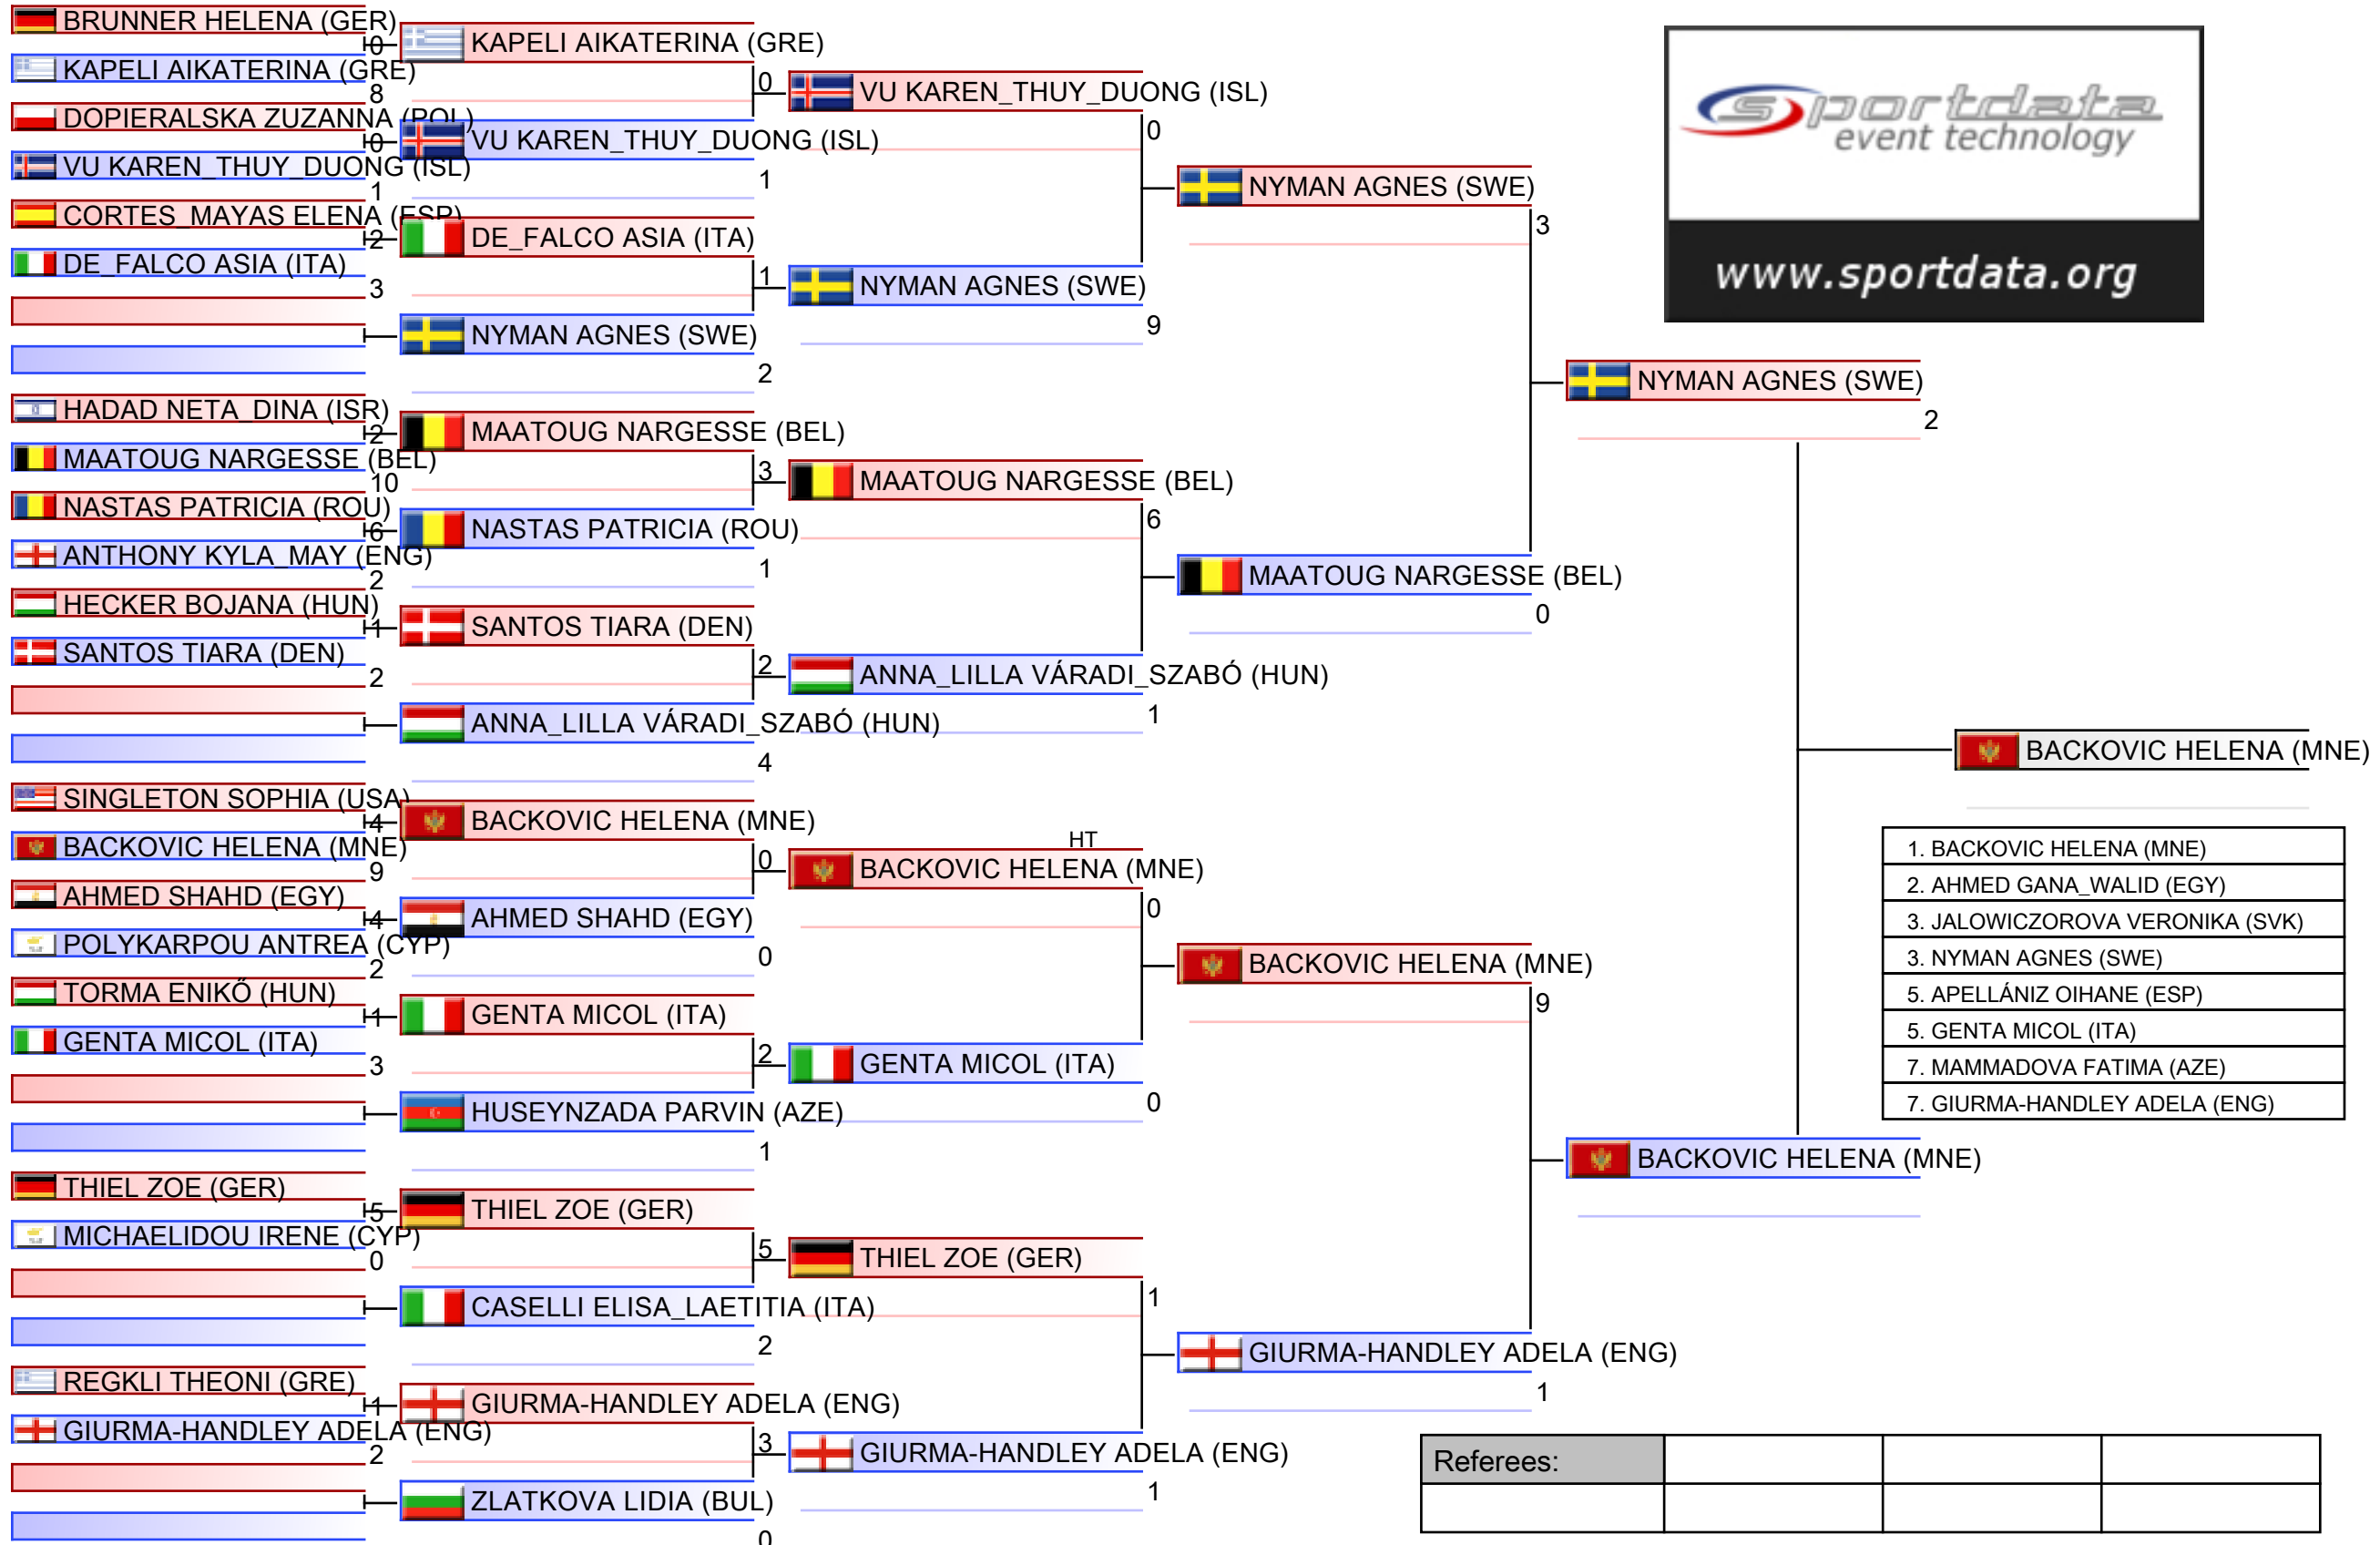 BRUNNER HELENA (GER)
0
KAPELI AIKATERINA (GRE)
8
DOPIERALSKA ZUZANNA (POL)
0
VU KAREN_THUY_DUONG (ISL)
1
CORTES_MAYAS ELENA (ESP)
2
DE_FALCO ASIA (ITA)
3
HADAD NETA_DINA (ISR)
2
MAATOUG NARGESSE (BEL)
10
NASTAS PATRICIA (ROU)
6
ANTHONY KYLA_MAY (ENG)
2
HECKER BOJANA (HUN)
1
SANTOS TIARA (DEN)
2
SINGLETON SOPHIA (USA)
4
BACKOVIC HELENA (MNE)
9
AHMED SHAHD (EGY)
4
POLYKARPOU ANTREA (CYP)
2
TORMA ENIKŐ (HUN)
1
GENTA MICOL (ITA)
3
THIEL ZOE (GER)
5
MICHAELIDOU IRENE (CYP)
0
REGKLI THEONI (GRE)
1
GIURMA-HANDLEY ADELA (ENG)
2
KAPELI AIKATERINA (GRE)
0
VU KAREN_THUY_DUONG (ISL)
1
DE_FALCO ASIA (ITA)
1
NYMAN AGNES (SWE)
2
MAATOUG NARGESSE (BEL)
3
NASTAS PATRICIA (ROU)
1
SANTOS TIARA (DEN)
2
ANNA_LILLA VÁRADI_SZABÓ (HUN)
4
BACKOVIC HELENA (MNE)
0
AHMED SHAHD (EGY)
0
GENTA MICOL (ITA)
2
HUSEYNZADA PARVIN (AZE)
1
THIEL ZOE (GER)
5
CASELLI ELISA_LAETITIA (ITA)
2
GIURMA-HANDLEY ADELA (ENG)
3
ZLATKOVA LIDIA (BUL)
0
VU KAREN_THUY_DUONG (ISL)
0
NYMAN AGNES (SWE)
9
MAATOUG NARGESSE (BEL)
6
ANNA_LILLA VÁRADI_SZABÓ (HUN)
1
HT
BACKOVIC HELENA (MNE)
0
GENTA MICOL (ITA)
0
THIEL ZOE (GER)
1
GIURMA-HANDLEY ADELA (ENG)
1
NYMAN AGNES (SWE)
3
MAATOUG NARGESSE (BEL)
0
BACKOVIC HELENA (MNE)
9
GIURMA-HANDLEY ADELA (ENG)
1
NYMAN AGNES (SWE)
2
BACKOVIC HELENA (MNE)
BACKOVIC HELENA (MNE)
sportdata
event technology
www.sportdata.org
1. BACKOVIC HELENA (MNE)
2. AHMED GANA_WALID (EGY)
3. JALOWICZOROVA VERONIKA (SVK)
3. NYMAN AGNES (SWE)
5. APELLÁNIZ OIHANE (ESP)
5. GENTA MICOL (ITA)
7. MAMMADOVA FATIMA (AZE)
7. GIURMA-HANDLEY ADELA (ENG)
Referees: